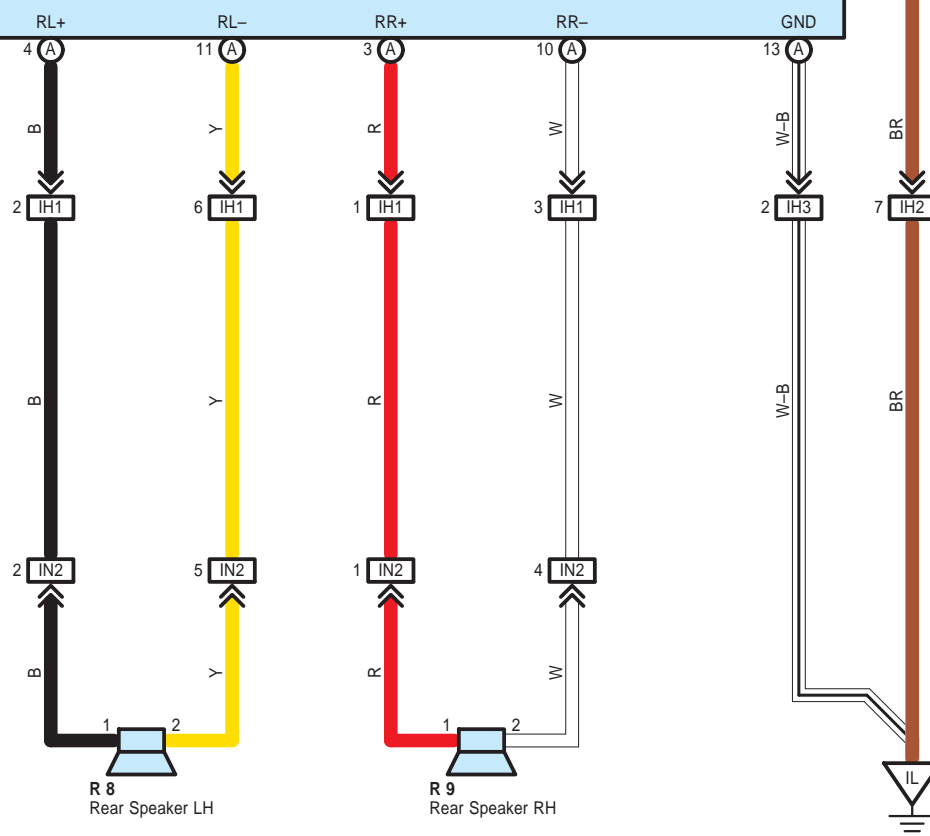 RL+ RL– RR+ RR– GND
4 A 11 A 3 A 10 A 13 A
B Y R W W–B BR
2 IH1 6 IH1 1 IH1 3 IH1 2 IH3 7 IH2
B Y R W W–B BR
2 IN2 5 IN2 1 IN2 4 IN2
B Y R W
1 2 1 2
IL
R 8 R 9
Rear Speaker LH Rear Speaker RH